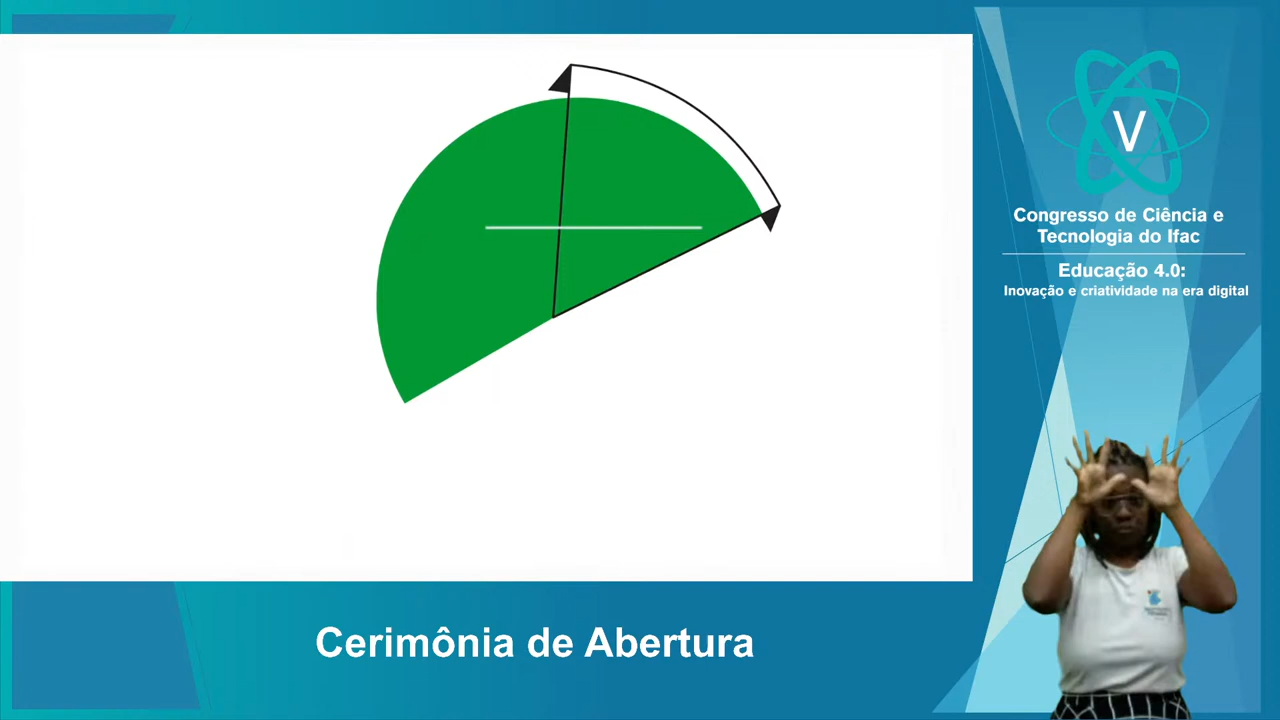 V
Congresso de Ciência e
Tecnologia do Ifac
Educação 4.0:
Inovação e criatividade na era digital
Cerimônia de Abertura